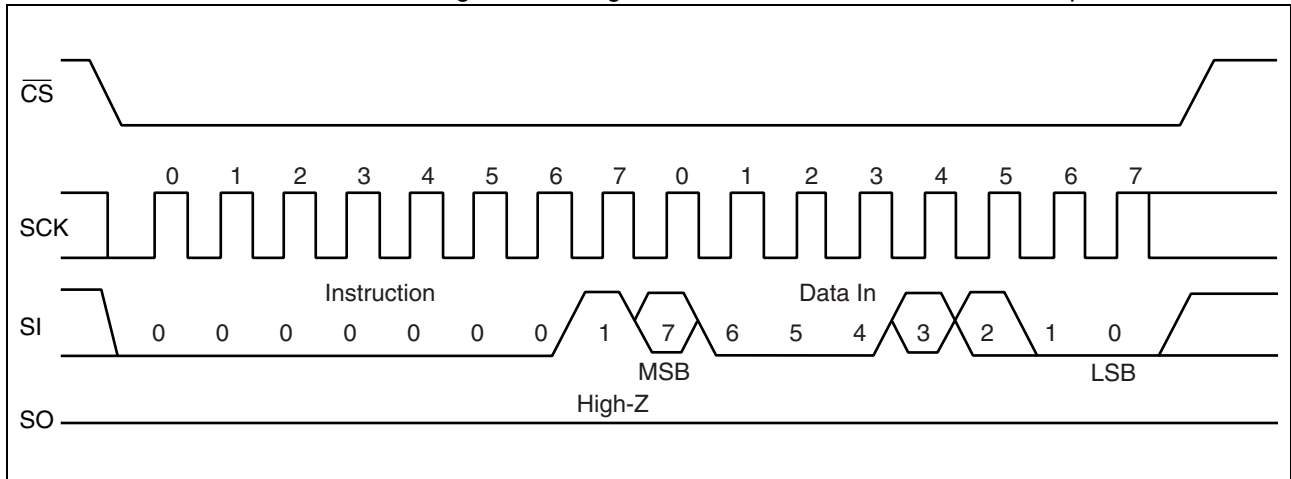 CS
0 1 2 3 4 5 6 7 0 1 2 3 4 5 6 7
SCK
Instruction Data In
SI 0 0 0 0 0 0 0 1 7 6 5 4 3 2 1 0
MSB LSB
High-Z
SO